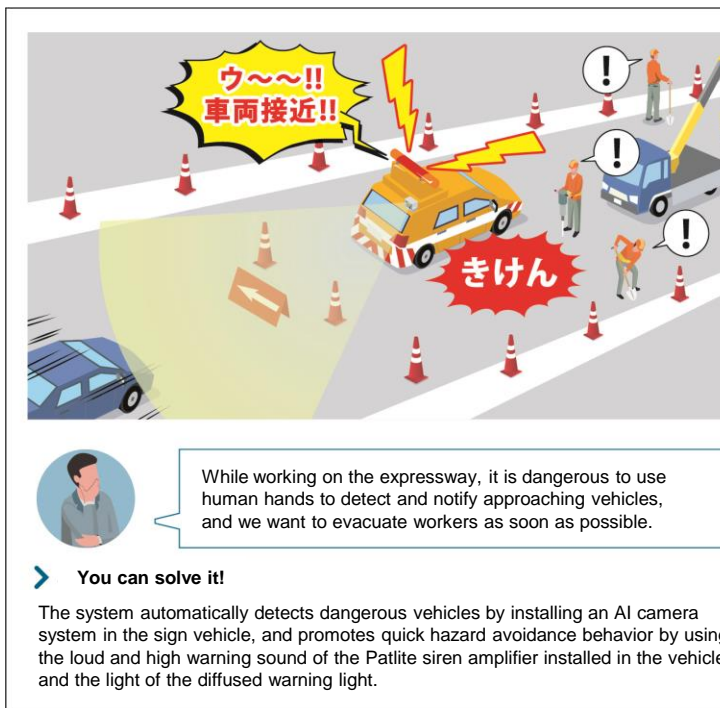 ウ～～!!
車両接近!!
!
!
!
きけん
While working on the expressway, it is dangerous to use
human hands to detect and notify approaching vehicles,
and we want to evacuate workers as soon as possible.
You can solve it!
The system automatically detects dangerous vehicles by installing an AI camera
system in the sign vehicle, and promotes quick hazard avoidance behavior by using
the loud and high warning sound of the Patlite siren amplifier installed in the vehicle
and the light of the diffused warning light.